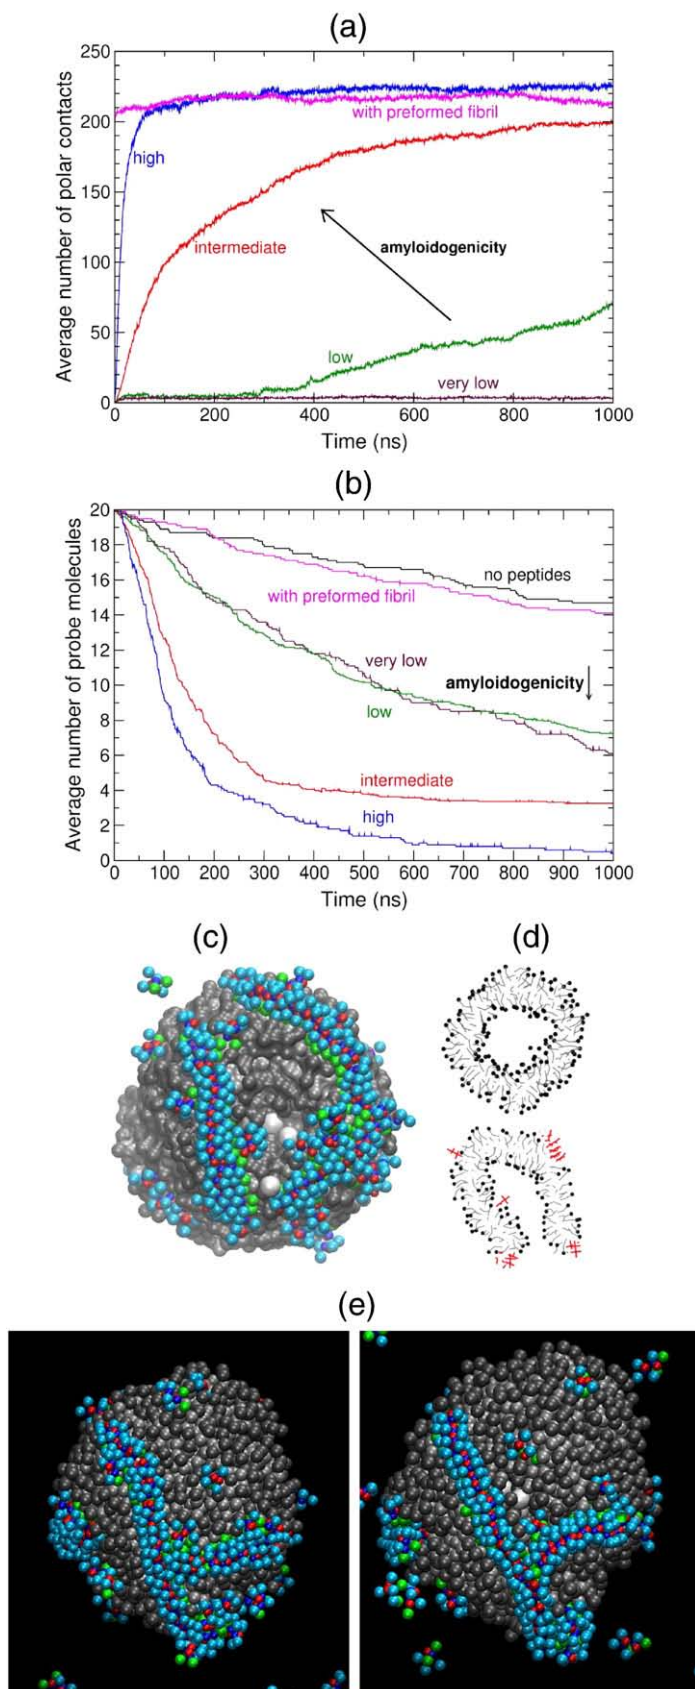 (a)
Average number of polar contacts
250
200
150
100
50
0
with preformed fibril
high
intermediate
amyloidogenicity
low
very low
0 200 400 600 800 1000
Time (ns)
(b)
Average number of probe molecules
20
18
16
14
12
10
8
6
4
2
0
no peptides
with preformed fibril
very low
amyloidogenicity
low
intermediate
high
0 100 200 300 400 500 600 700 800 900 1000
Time (ns)
(c) (d)
(e)